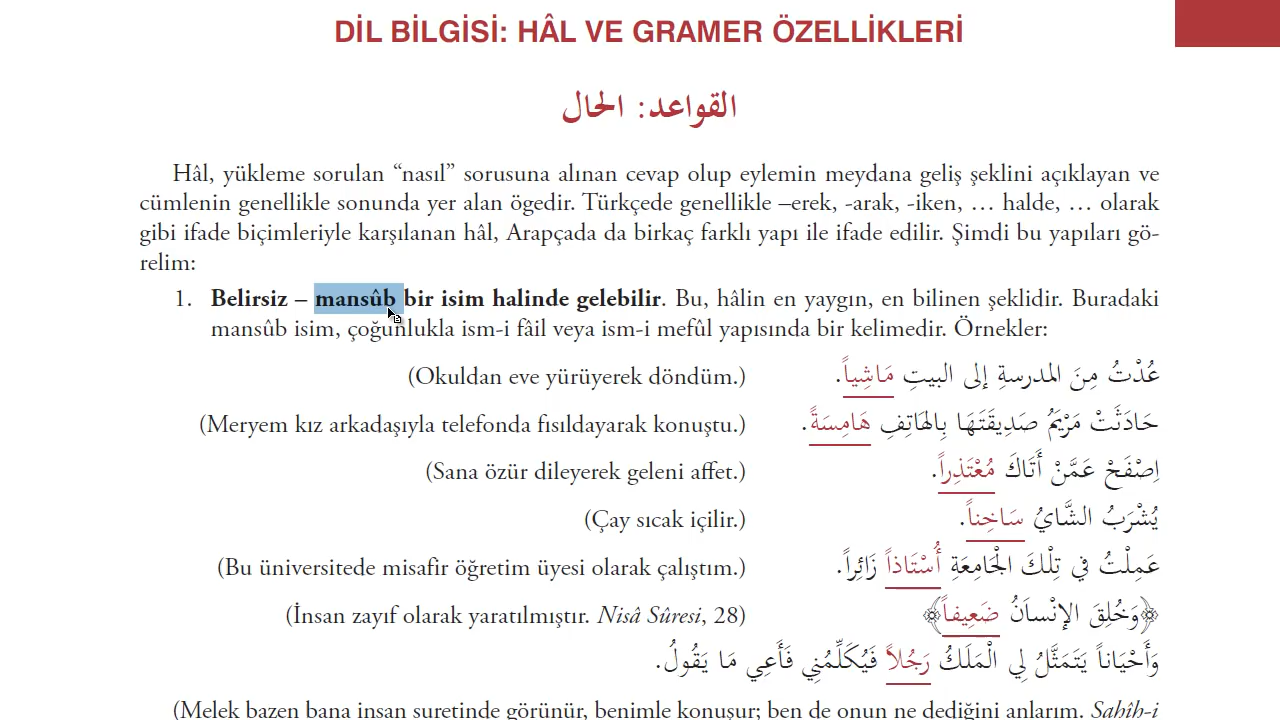 DİL BİLGİSİ: HÂL VE GRAMER ÖZELLİKLERİ
القواعد: الحال
Hâl, yükleme sorulan “nasıl” sorusuna alınan cevap olup eylemin meydana geliş şeklini açıklayan ve
cümlenin genellikle sonunda yer alan ögedir. Türkçede genellikle –erek, -arak, -iken, … halde, … olarak
gibi ifade biçimleriyle karşılanan hâl, Arapçada da birkaç farklı yapı ile ifade edilir. Şimdi bu yapıları gö-
relim:
1. Belirsiz – mansûb bir isim halinde gelebilir. Bu, hâlin en yaygın, en bilinen şeklidir. Buradaki
mansûb isim, çoğunlukla ism-i fâil veya ism-i mefûl yapısında bir kelimedir. Örnekler:
(Okuldan eve yürüyerek döndüm.) عُدْتُ مِنَ المدرسةِ إلى البيتِ مَاشِياً.
(Meryem kız arkadaşıyla telefonda fısıldayarak konuştu.) حَادَثَتْ مَرْيَمُ صَدِيقَتَهَا بِالهَاتِفِ هَامِسَةً.
(Sana özür dileyerek geleni affet.) اِصْفَحْ عَمَّنْ أَتَاكَ مُعْتَذِراً.
(Çay sıcak içilir.) يُشْرَبُ الشَّايُ سَاخِناً.
(Bu üniversitede misafir öğretim üyesi olarak çalıştım.) عَمِلْتُ في تِلْكَ الْجَامِعَةِ أُسْتَاذاً زَائِراً.
(İnsan zayıf olarak yaratılmıştır. Nisâ Sûresi, 28) ﴿وَخُلِقَ الإنْساَنُ ضَعِيفاً﴾
وَأَحْيَاناً يَتَمَثَّلُ لِي الْمَلَكُ رَجُلاً فَيُكَلِّمُنِي فَأَعِي مَا يَقُولُ.
(Melek bazen bana insan suretinde görünür, benimle konuşur; ben de onun ne dediğini anlarım. Sahîh-i